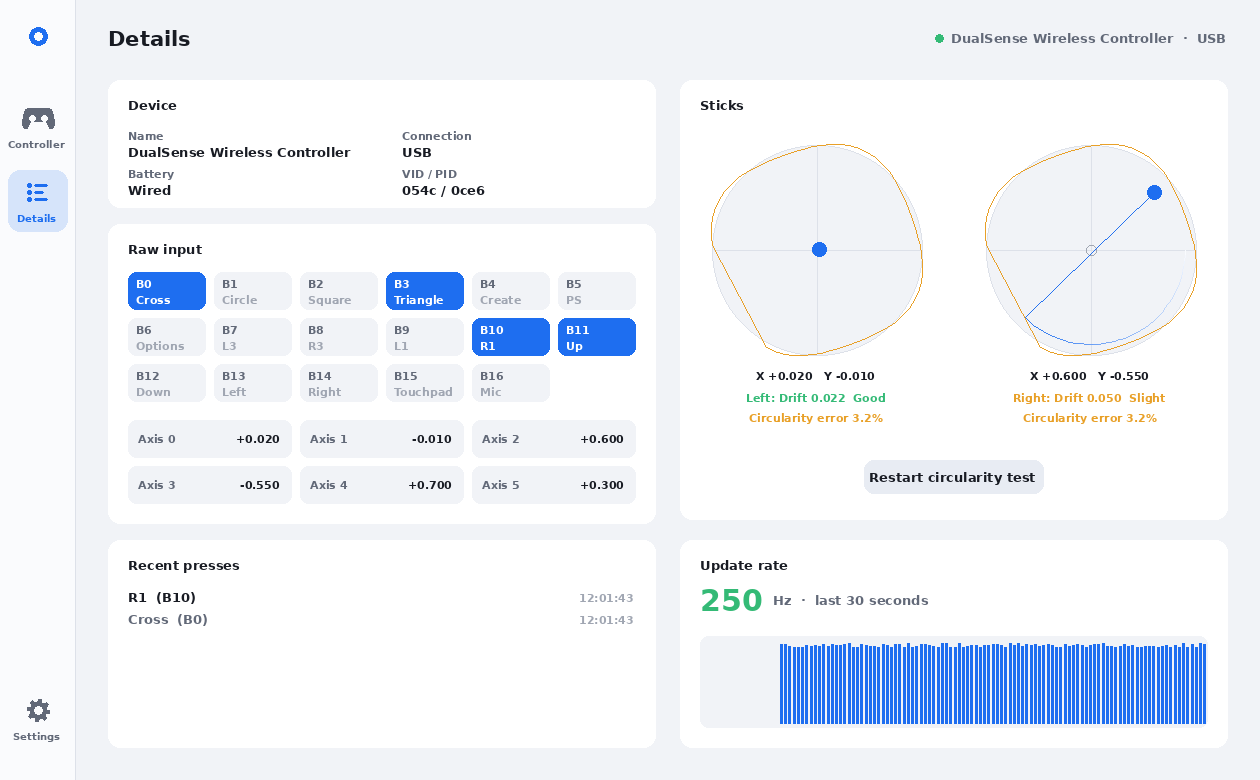 Details
DualSense Wireless Controller · USB
Controller
Details
Settings
Device
Name
DualSense Wireless Controller
Connection
USB
Battery
Wired
VID / PID
054c / 0ce6
Raw input
B0 Cross
B1 Circle
B2 Square
B3 Triangle
B4 Create
B5 PS
B6 Options
B7 L3
B8 R3
B9 L1
B10 R1
B11 Up
B12 Down
B13 Left
B14 Right
B15 Touchpad
B16 Mic
Axis 0 +0.020
Axis 1 -0.010
Axis 2 +0.600
Axis 3 -0.550
Axis 4 +0.700
Axis 5 +0.300
Recent presses
R1 (B10) 12:01:43
Cross (B0) 12:01:43
Sticks
X +0.020 Y -0.010
Left: Drift 0.022 Good
Circularity error 3.2%
X +0.600 Y -0.550
Right: Drift 0.050 Slight
Circularity error 3.2%
Restart circularity test
Update rate
250 Hz · last 30 seconds